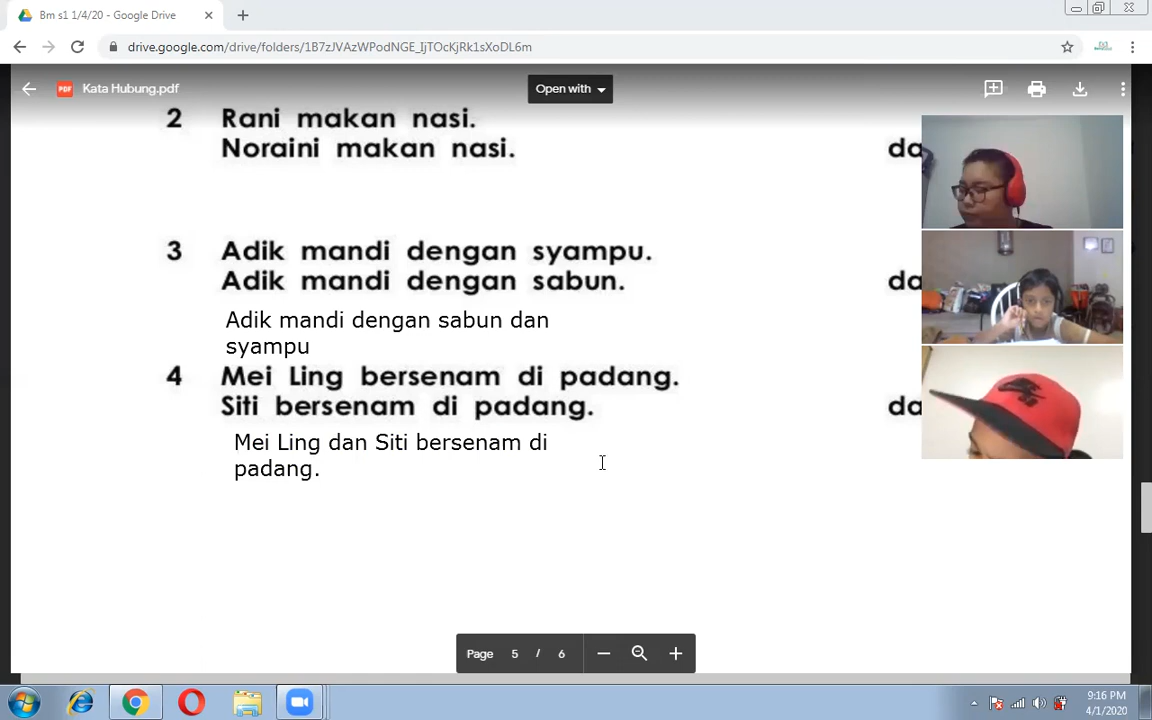 Bm s1 1/4/20 - Google Drive
drive.google.com/drive/folders/1B7zJVAzWPodNGE_IjTOcKjRk1sXoDL6m
PDF Kata Hubung.pdf
Open with
2 Rani makan nasi.
Noraini makan nasi. da
3 Adik mandi dengan syampu.
Adik mandi dengan sabun. da
Adik mandi dengan sabun dan
syampu
4 Mei Ling bersenam di padang.
Siti bersenam di padang. da
Mei Ling dan Siti bersenam di
padang.
Page 5 / 6
9:16 PM
4/1/2020